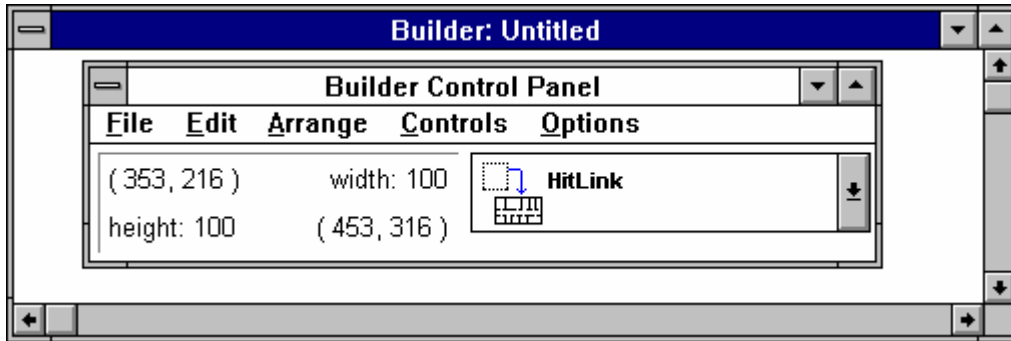 Builder: Untitled
Builder Control Panel
File Edit Arrange Controls Options
( 353, 216 ) width: 100 HitLink
height: 100 ( 453, 316 )